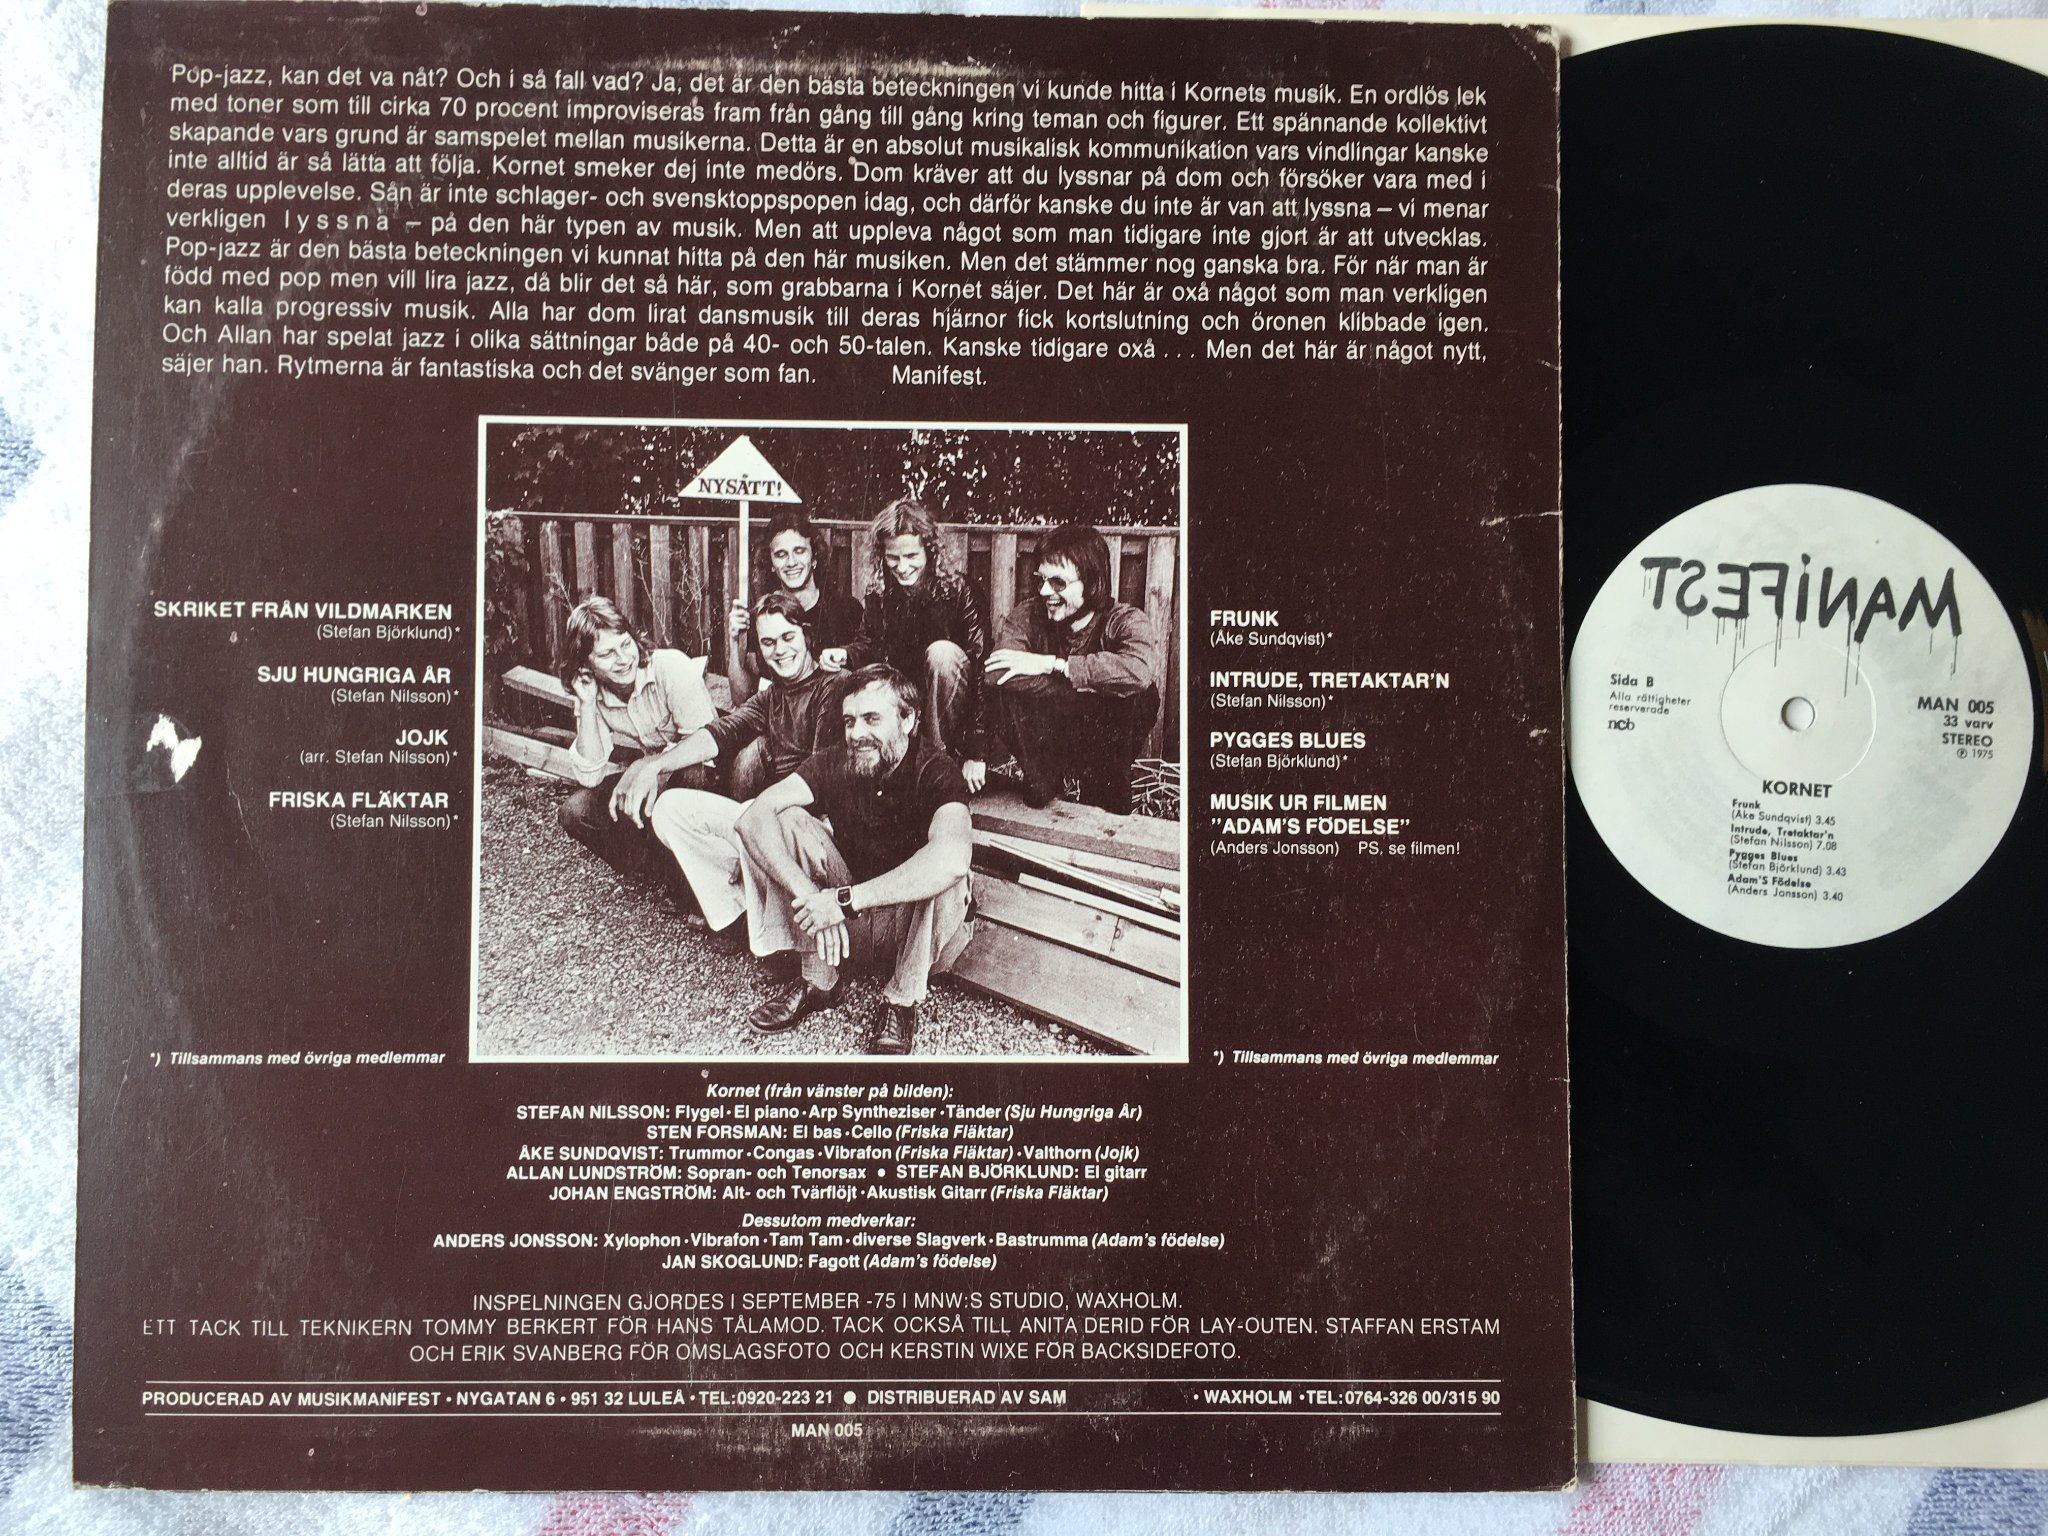 Pop-jazz, kan det va nåt? Och i så fall vad? Ja, det är den bästa beteckningen vi kunde hitta i Kornets musik. En ordlös lek
med toner som till cirka 70 procent improviseras fram från gång till gång kring teman och figurer. Ett spännande kollektivt
skapande vars grund är samspelet mellan musikerna. Detta är en absolut musikalisk kommunikation vars vindlingar kanske
inte alltid är så lätta att följa. Kornet smeker dej inte medörs. Dom kräver att du lyssnar på dom och försöker vara med i
deras upplevelse. Sån är inte schlager- och svensktoppspopen idag, och därför kanske du inte är van att lyssna – vi menar
verkligen l y s s n a – på den här typen av musik. Men att uppleva något som man tidigare inte gjort är att utvecklas.
Pop-jazz är den bästa beteckningen vi kunnat hitta på den här musiken. Men det stämmer nog ganska bra. För när man är
född med pop men vill lira jazz, då blir det så här, som grabbarna i Kornet säjer. Det här är oxå något som man verkligen
kan kalla progressiv musik. Alla har dom lirat dansmusik till deras hjärnor fick kortslutning och öronen klibbade igen.
Och Allan har spelat jazz i olika sättningar både på 40- och 50-talen. Kanske tidigare oxå . . . Men det här är något nytt,
säjer han. Rytmerna är fantastiska och det svänger som fan. Manifest.
NYSÅTT!
SKRIKET FRÅN VILDMARKEN
(Stefan Björklund)*
SJU HUNGRIGA ÅR
(Stefan Nilsson)*
JOJK
(arr. Stefan Nilsson)*
FRISKA FLÄKTAR
(Stefan Nilsson)*
*) Tillsammans med övriga medlemmar
FRUNK
(Åke Sundqvist)*
INTRUDE, TRETAKTAR'N
(Stefan Nilsson)*
PYGGES BLUES
(Stefan Björklund)*
MUSIK UR FILMEN
"ADAM'S FÖDELSE"
(Anders Jonsson) PS. se filmen!
*) Tillsammans med övriga medlemmar
Kornet (från vänster på bilden):
STEFAN NILSSON: Flygel · El piano · Arp Syntheziser · Tänder (Sju Hungriga År)
STEN FORSMAN: El bas · Cello (Friska Fläktar)
ÅKE SUNDQVIST: Trummor · Congas · Vibrafon (Friska Fläktar) · Valthorn (Jojk)
ALLAN LUNDSTRÖM: Sopran- och Tenorsax ● STEFAN BJÖRKLUND: El gitarr
JOHAN ENGSTRÖM: Alt- och Tvärflöjt · Akustisk Gitarr (Friska Fläktar)
Dessutom medverkar:
ANDERS JONSSON: Xylophon · Vibrafon · Tam Tam · diverse Slagverk · Bastrumma (Adam's födelse)
JAN SKOGLUND: Fagott (Adam's födelse)
INSPELNINGEN GJORDES I SEPTEMBER -75 I MNW:S STUDIO, WAXHOLM.
ETT TACK TILL TEKNIKERN TOMMY BERKERT FÖR HANS TÅLAMOD. TACK OCKSÅ TILL ANITA DERID FÖR LAY-OUTEN. STAFFAN ERSTAM
OCH ERIK SVANBERG FÖR OMSLAGSFOTO OCH KERSTIN WIXE FÖR BACKSIDEFOTO.
PRODUCERAD AV MUSIKMANIFEST · NYGATAN 6 · 951 32 LULEÅ · TEL:0920-223 21 ● DISTRIBUERAD AV SAM · WAXHOLM · TEL:0764-326 00/315 90
MAN 005
MANiFEST
Sida B
Alla rättigheter
reserverade
ncb
MAN 005
33 varv
STEREO
℗ 1975
KORNET
Frunk
(Åke Sundqvist) 3.45
Intrude, Tretaktar'n
(Stefan Nilsson) 7.08
Pygges Blues
(Stefan Björklund) 3.43
Adam'S Födelse
(Anders Jonsson) 3.40